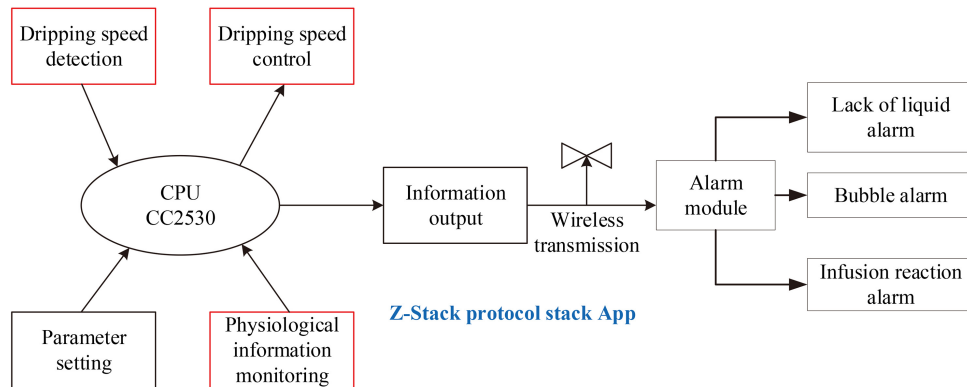 Dripping speed
detection
Dripping speed
control
Lack of liquid
alarm
CPU
CC2530
Information
output
Wireless
transmission
Alarm
module
Bubble alarm
Infusion reaction
alarm
Z-Stack protocol stack App
Parameter
setting
Physiological
information
monitoring